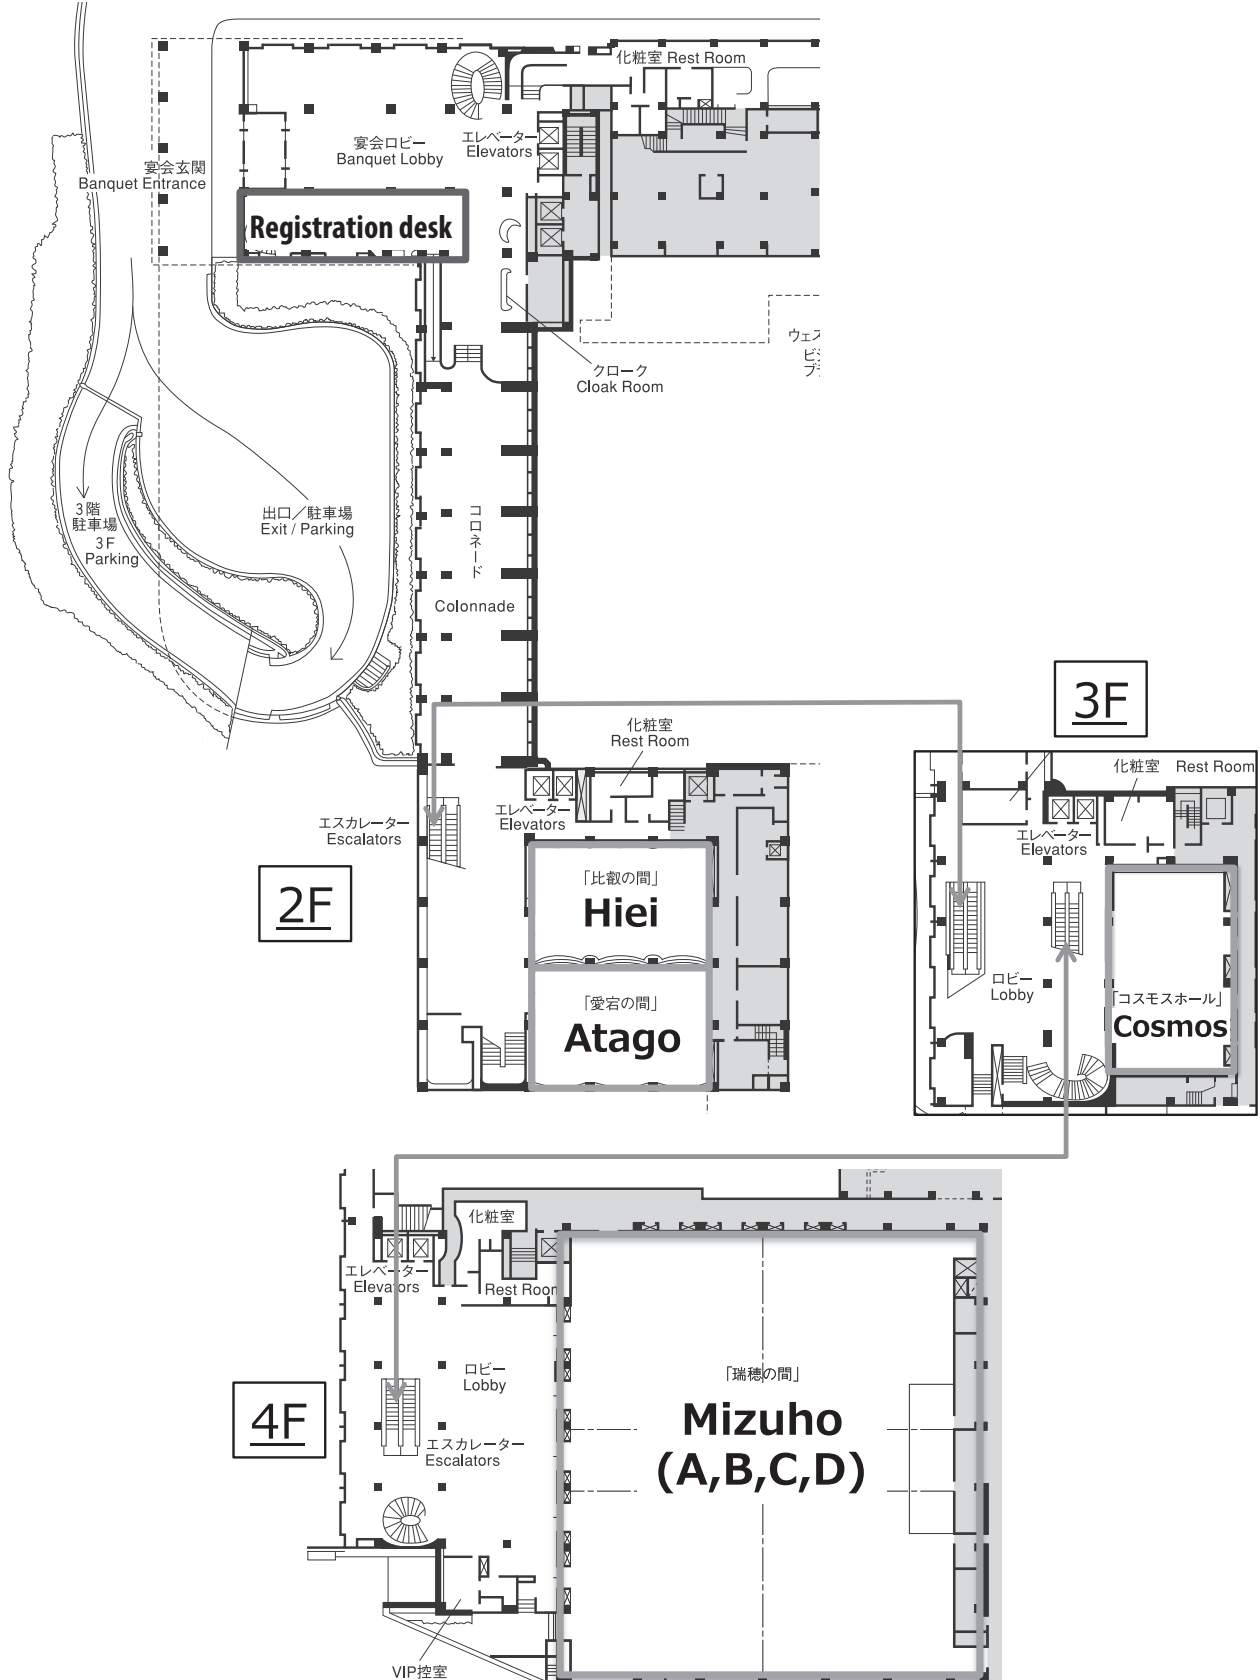 化粧室 Rest Room
宴会ロビー
Banquet Lobby
エレベーター
Elevators
宴会玄関
Banquet Entrance
Registration desk
ウェス
クローク
Cloak Room
3階
駐車場
3F
Parking
出口／駐車場
Exit / Parking
コロネード
Colonnade
3F
化粧室
Rest Room
化粧室 Rest Room
エスカレーター
Escalators
エレベーター
Elevators
エレベーター
Elevators
2F
「比叡の間」
Hiei
「愛宕の間」
Atago
ロビー
Lobby
「コスモスホール」
Cosmos
化粧室
Rest Room
エレベーター
Elevators
ロビー
Lobby
4F
エスカレーター
Escalators
「瑞穂の間」
Mizuho
(A,B,C,D)
VIP控室